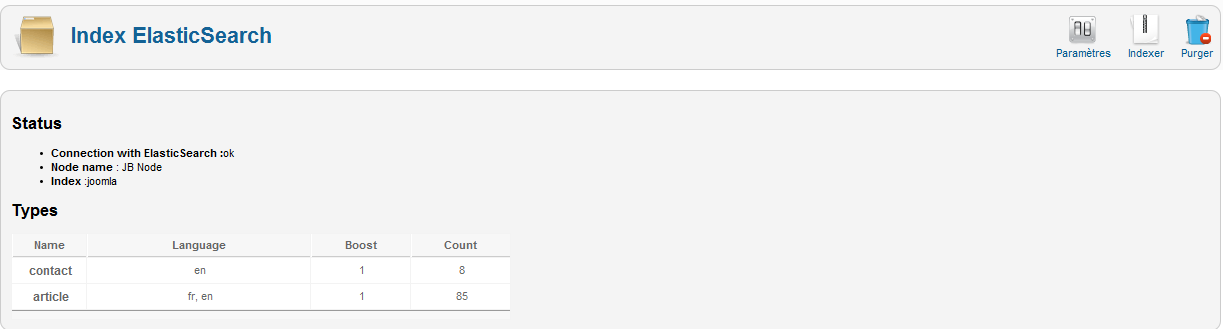 Index ElasticSearch
Paramètres Indexer Purger
Status
• Connection with ElasticSearch :ok
• Node name : JB Node
• Index :joomla
Types
Name Language Boost Count
contact en 1 8
article fr, en 1 85